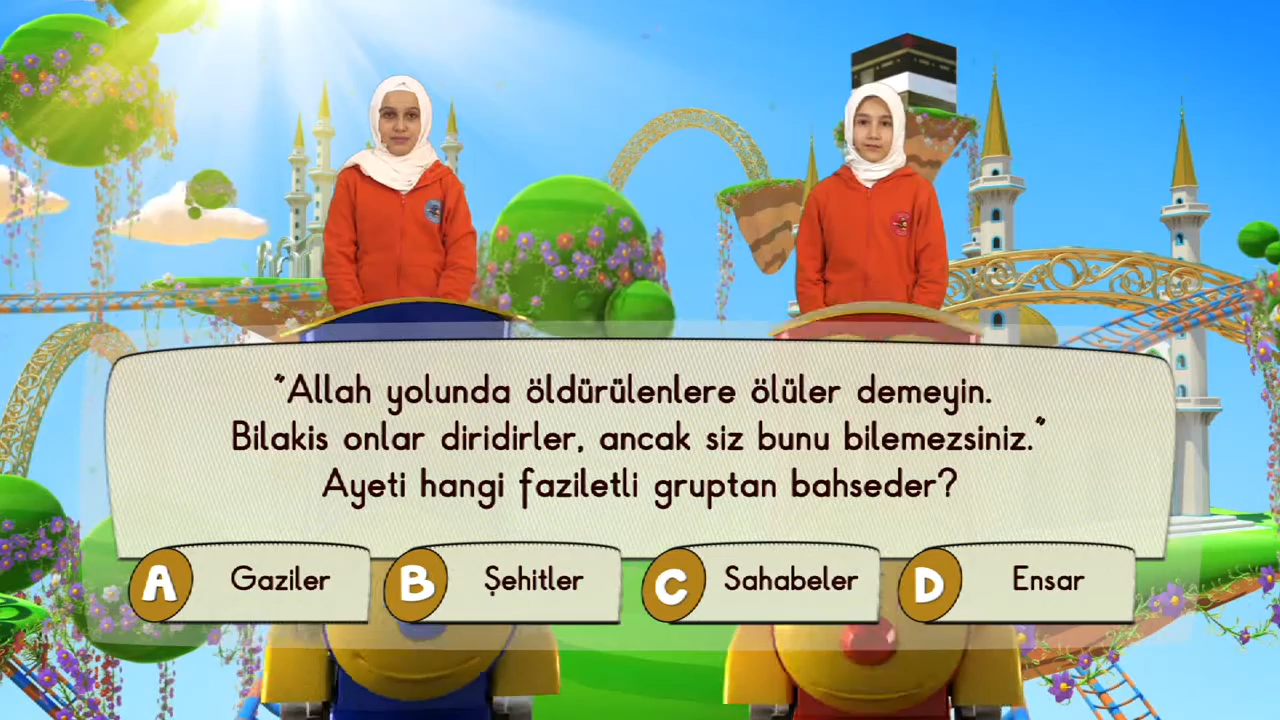 "Allah yolunda öldürülenlere ölüler demeyin.
Bilakis onlar diridirler, ancak siz bunu bilemezsiniz."
Ayeti hangi faziletli gruptan bahseder?
A Gaziler
B Şehitler
C Sahabeler
D Ensar